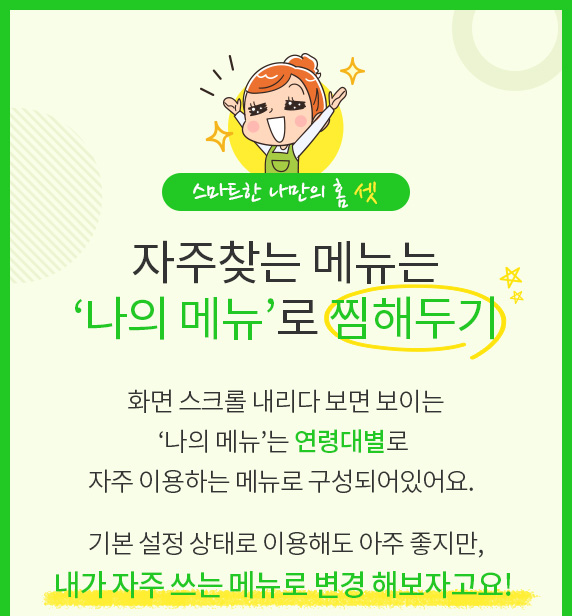 스마트한 나만의 홈 셋
자주찾는 메뉴는
‘나의 메뉴’로 찜해두기
화면 스크롤 내리다 보면 보이는
‘나의 메뉴’는 연령대별로
자주 이용하는 메뉴로 구성되어있어요.
기본 설정 상태로 이용해도 아주 좋지만,
내가 자주 쓰는 메뉴로 변경 해보자고요!